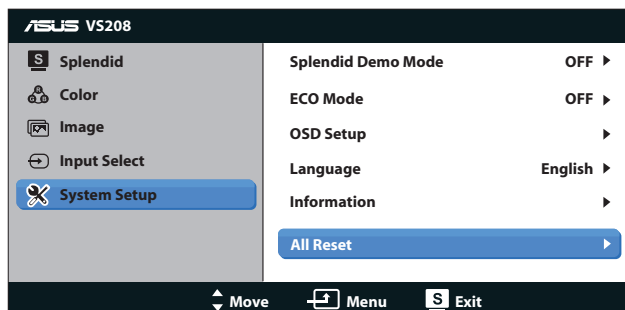 ASUS VS208
S Splendid
Color
Image
Input Select
System Setup
Splendid Demo Mode OFF
ECO Mode OFF
OSD Setup
Language English
Information
All Reset
Move Menu S Exit